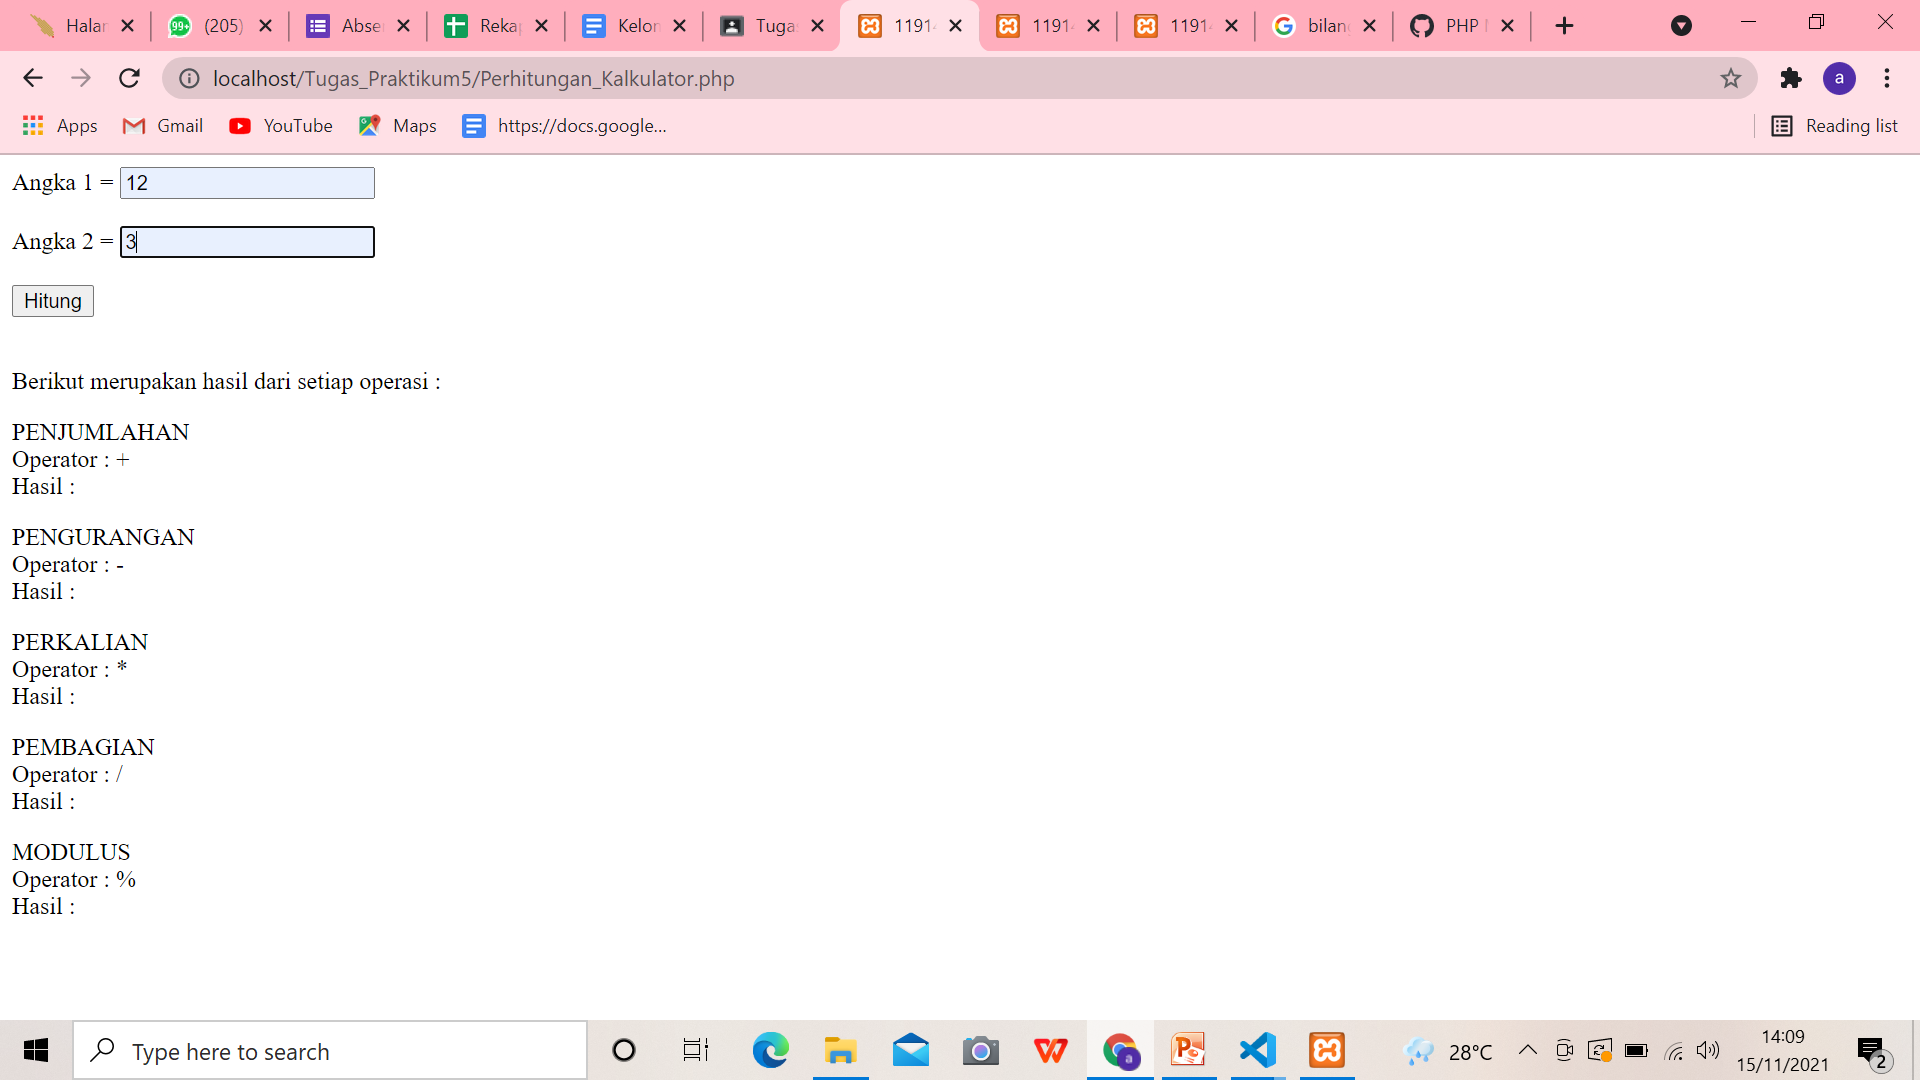 Halar
(205)
Abse
Reka
Kelon
Tuga
1191
1191
1191
bilan
PHP
localhost/Tugas_Praktikum5/Perhitungan_Kalkulator.php
a
Apps
Gmail
YouTube
Maps
https://docs.google...
Reading list
Angka 1 = 12
Angka 2 = 3
Hitung
Berikut merupakan hasil dari setiap operasi :
PENJUMLAHAN
Operator : +
Hasil :
PENGURANGAN
Operator : -
Hasil :
PERKALIAN
Operator : *
Hasil :
PEMBAGIAN
Operator : /
Hasil :
MODULUS
Operator : %
Hasil :
Type here to search
28°C
14:09
15/11/2021
2